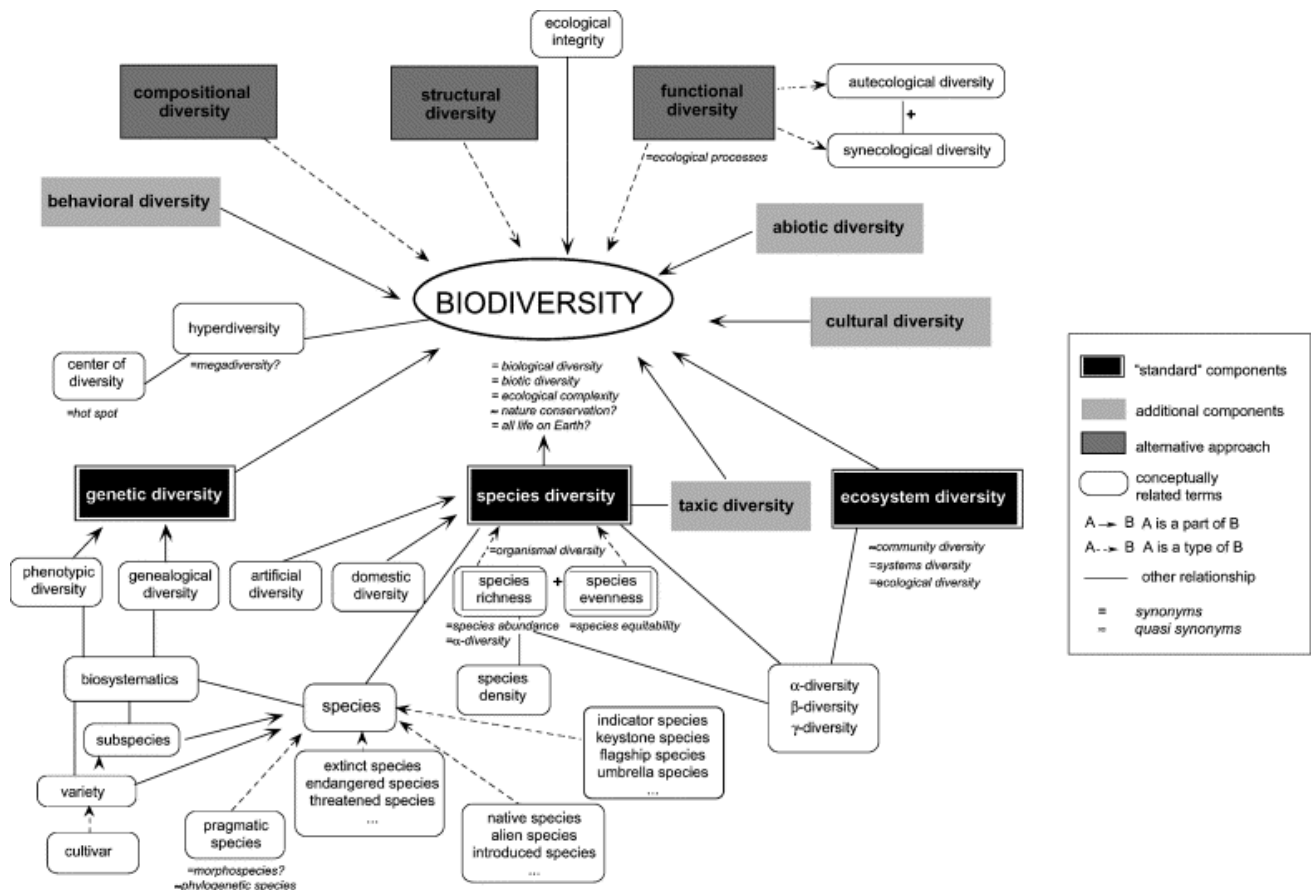 ecological
integrity
compositional
diversity
structural
diversity
functional
diversity
autecological diversity
+
synecological diversity
=ecological processes
behavioral diversity
abiotic diversity
BIODIVERSITY
cultural diversity
hyperdiversity
=megadiversity?
center of
diversity
=hot spot
= biological diversity
= biotic diversity
= ecological complexity
≈ nature conservation?
= all life on Earth?
"standard" components
additional components
alternative approach
conceptually
related terms
A → B A is a part of B
A --→ B A is a type of B
other relationship
= synonyms
≈ quasi synonyms
genetic diversity
species diversity
taxic diversity
ecosystem diversity
=organismal diversity
≈community diversity
=systems diversity
=ecological diversity
phenotypic
diversity
genealogical
diversity
artificial
diversity
domestic
diversity
species
richness
+
species
evenness
=species abundance
=α-diversity
=species equitability
species
density
α-diversity
β-diversity
γ-diversity
biosystematics
species
subspecies
variety
cultivar
indicator species
keystone species
flagship species
umbrella species
...
extinct species
endangered species
threatened species
...
native species
alien species
introduced species
...
pragmatic
species
=morphospecies?
≈phylogenetic species